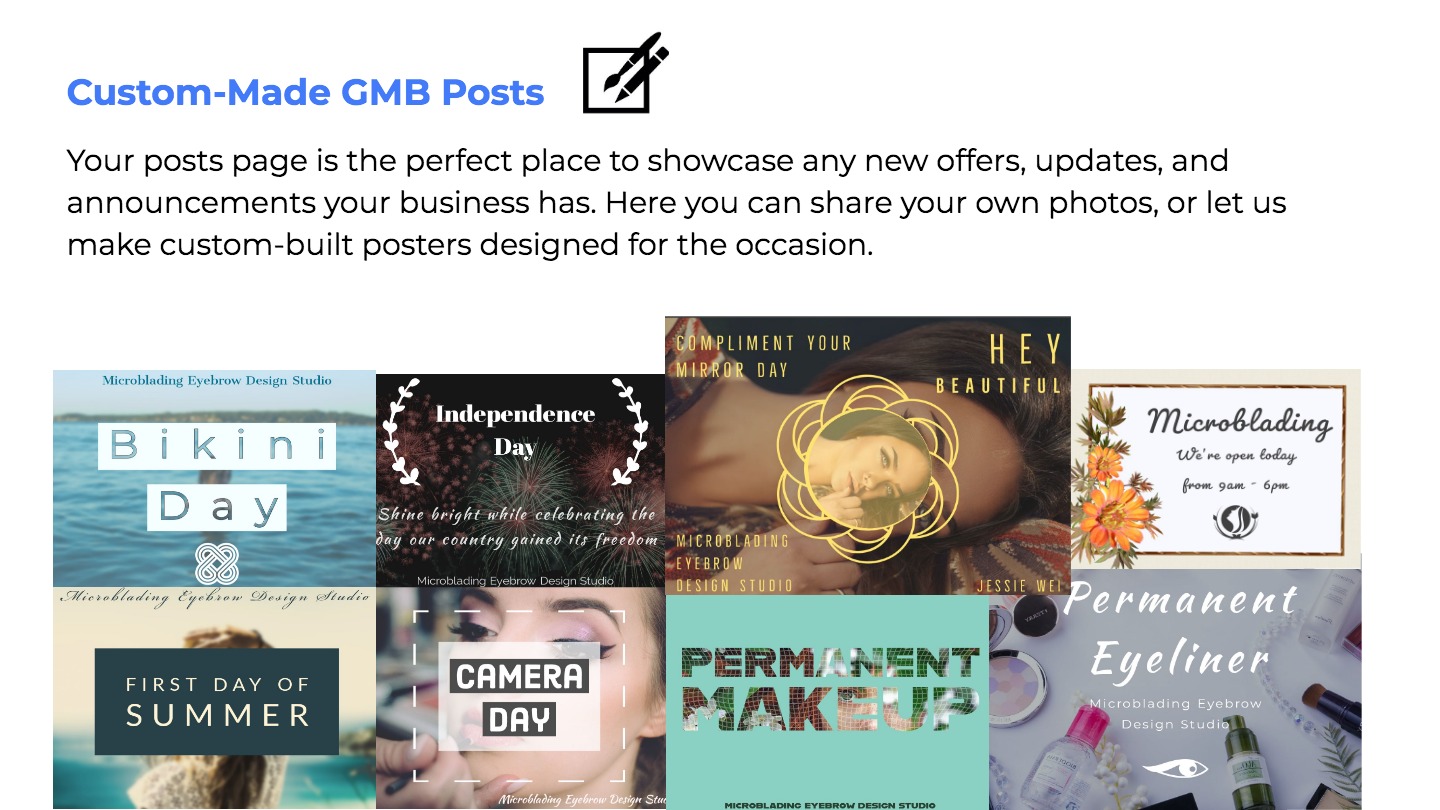 Custom-Made GMB Posts
Your posts page is the perfect place to showcase any new offers, updates, and
announcements your business has. Here you can share your own photos, or let us
make custom-built posters designed for the occasion.
Microblading Eyebrow Design Studio
Bikini
Day
Independence
Day
Shine bright while celebrating the
day our country gained its freedom
Microblading Eyebrow Design Studio
COMPLIMENT YOUR
MIRROR DAY
HEY
BEAUTIFUL
MICROBLADING
EYEBROW
DESIGN STUDIO
JESSIE WEI
Microblading
We're open today
from 9am - 6pm
Microblading Eyebrow Design Studio
FIRST DAY OF
SUMMER
CAMERA
DAY
Microblading Eyebrow Design
PERMANENT
MAKEUP
MICROBLADING EYEBROW DESIGN STUDIO
Permanent
Eyeliner
Microblading Eyebrow
Design Studio